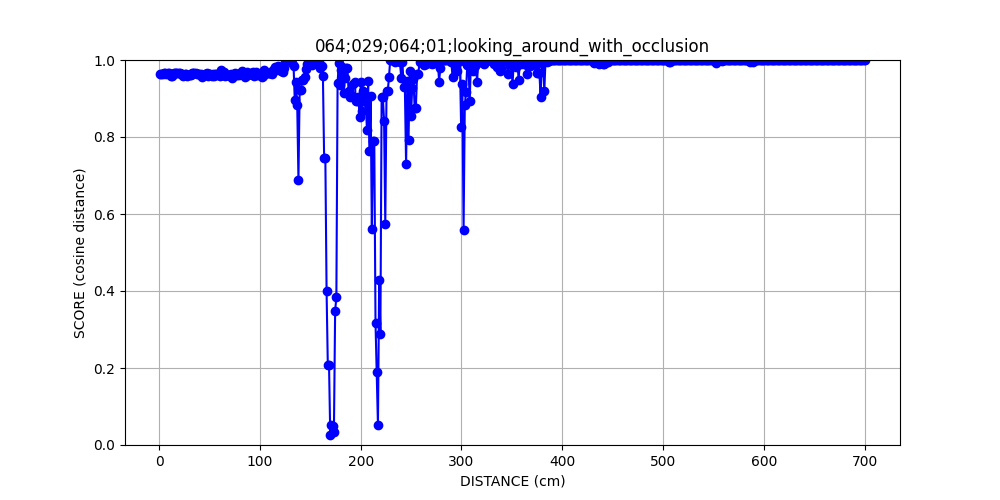 064;029;064;01;looking_around_with_occlusion
SCORE (cosine distance)
1.0
0.8
0.6
0.4
0.2
0.0
0 100 200 300 400 500 600 700
DISTANCE (cm)